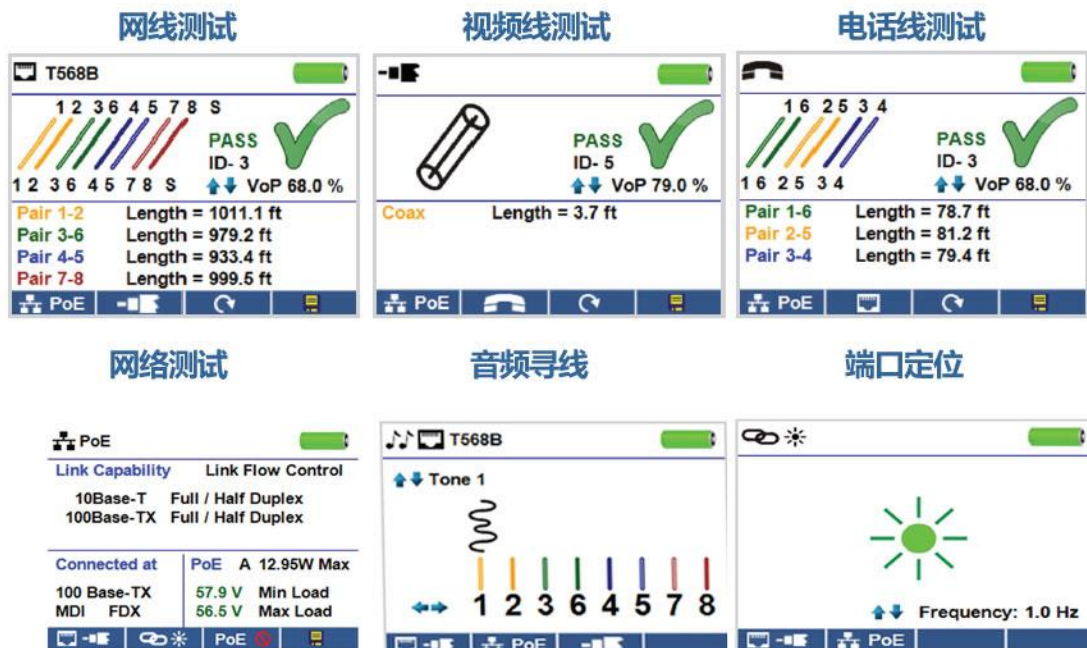 网线测试 视频线测试 电话线测试
T568B
1 2 3 6 4 5 7 8 S
PASS
ID- 3
1 2 3 6 4 5 7 8 S VoP 68.0 %
Pair 1-2 Length = 1011.1 ft
Pair 3-6 Length = 979.2 ft
Pair 4-5 Length = 933.4 ft
Pair 7-8 Length = 999.5 ft
PoE
PASS
ID- 5
VoP 79.0 %
Coax Length = 3.7 ft
PoE
1 6 2 5 3 4
PASS
ID- 3
1 6 2 5 3 4 VoP 68.0 %
Pair 1-6 Length = 78.7 ft
Pair 2-5 Length = 81.2 ft
Pair 3-4 Length = 79.4 ft
PoE
网络测试 音频寻线 端口定位
PoE
Link Capability Link Flow Control
10Base-T Full / Half Duplex
100Base-TX Full / Half Duplex
Connected at PoE A 12.95W Max
100 Base-TX 57.9 V Min Load
MDI FDX 56.5 V Max Load
PoE
T568B
Tone 1
1 2 3 6 4 5 7 8
PoE
Frequency: 1.0 Hz
PoE